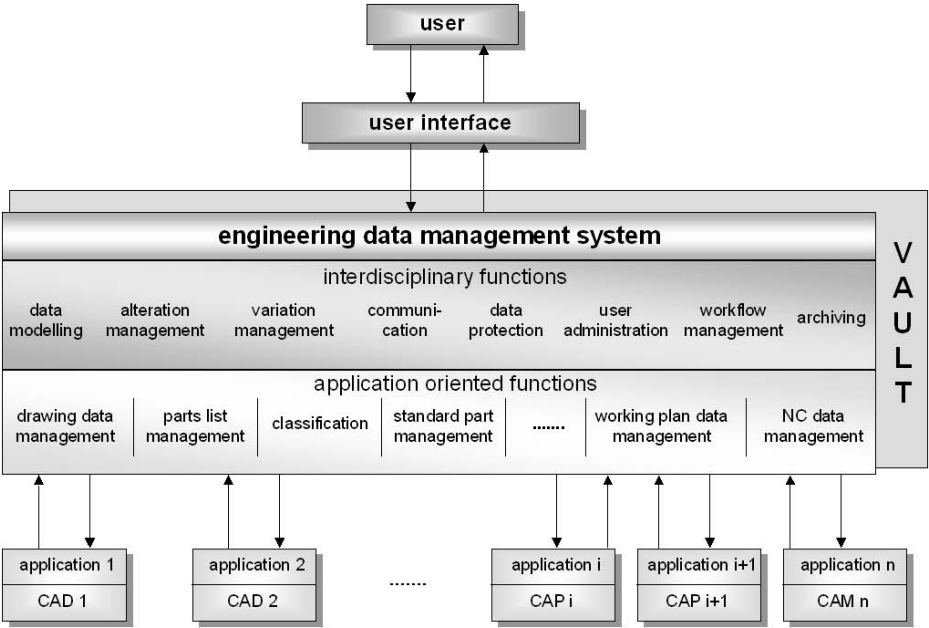 user
user interface
engineering data management system
interdisciplinary functions
data modelling
alteration management
variation management
communi-
cation
data protection
user administration
workflow management
archiving
application oriented functions
drawing data management
parts list management
classification
standard part management
.......
working plan data management
NC data management
VAULT
application 1
CAD 1
application 2
CAD 2
.......
application i
CAP i
application i+1
CAP i+1
application n
CAM n